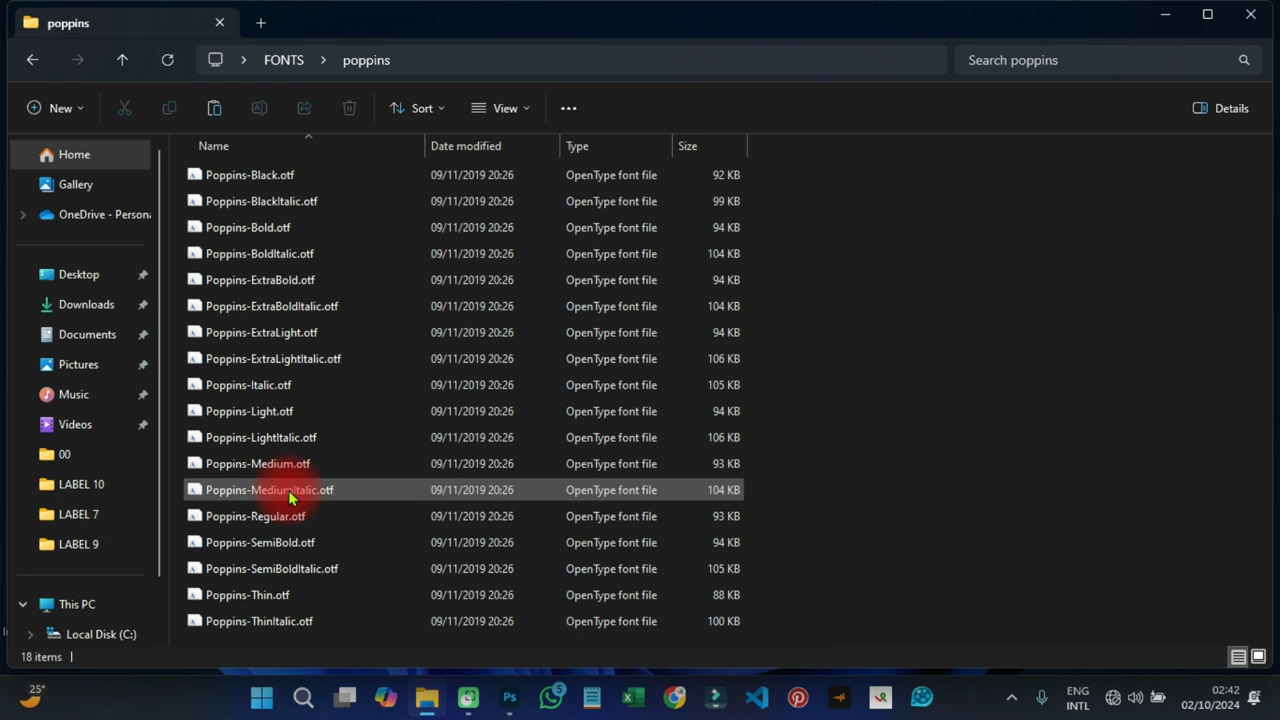 poppins
FONTS > poppins
Search poppins
New
Sort
View
Details
Name
Date modified
Type
Size
Home
Gallery
OneDrive - Persona
Desktop
Downloads
Documents
Pictures
Music
Videos
00
LABEL 10
LABEL 7
LABEL 9
This PC
Local Disk (C:)
Poppins-Black.otf 09/11/2019 20:26 OpenType font file 92 KB
Poppins-BlackItalic.otf 09/11/2019 20:26 OpenType font file 99 KB
Poppins-Bold.otf 09/11/2019 20:26 OpenType font file 94 KB
Poppins-BoldItalic.otf 09/11/2019 20:26 OpenType font file 104 KB
Poppins-ExtraBold.otf 09/11/2019 20:26 OpenType font file 94 KB
Poppins-ExtraBoldItalic.otf 09/11/2019 20:26 OpenType font file 104 KB
Poppins-ExtraLight.otf 09/11/2019 20:26 OpenType font file 94 KB
Poppins-ExtraLightItalic.otf 09/11/2019 20:26 OpenType font file 106 KB
Poppins-Italic.otf 09/11/2019 20:26 OpenType font file 105 KB
Poppins-Light.otf 09/11/2019 20:26 OpenType font file 94 KB
Poppins-LightItalic.otf 09/11/2019 20:26 OpenType font file 106 KB
Poppins-Medium.otf 09/11/2019 20:26 OpenType font file 93 KB
Poppins-MediumItalic.otf 09/11/2019 20:26 OpenType font file 104 KB
Poppins-Regular.otf 09/11/2019 20:26 OpenType font file 93 KB
Poppins-SemiBold.otf 09/11/2019 20:26 OpenType font file 94 KB
Poppins-SemiBoldItalic.otf 09/11/2019 20:26 OpenType font file 105 KB
Poppins-Thin.otf 09/11/2019 20:26 OpenType font file 88 KB
Poppins-ThinItalic.otf 09/11/2019 20:26 OpenType font file 100 KB
18 items
25°
Ps
5
ENG
INTL
02:42
02/10/2024